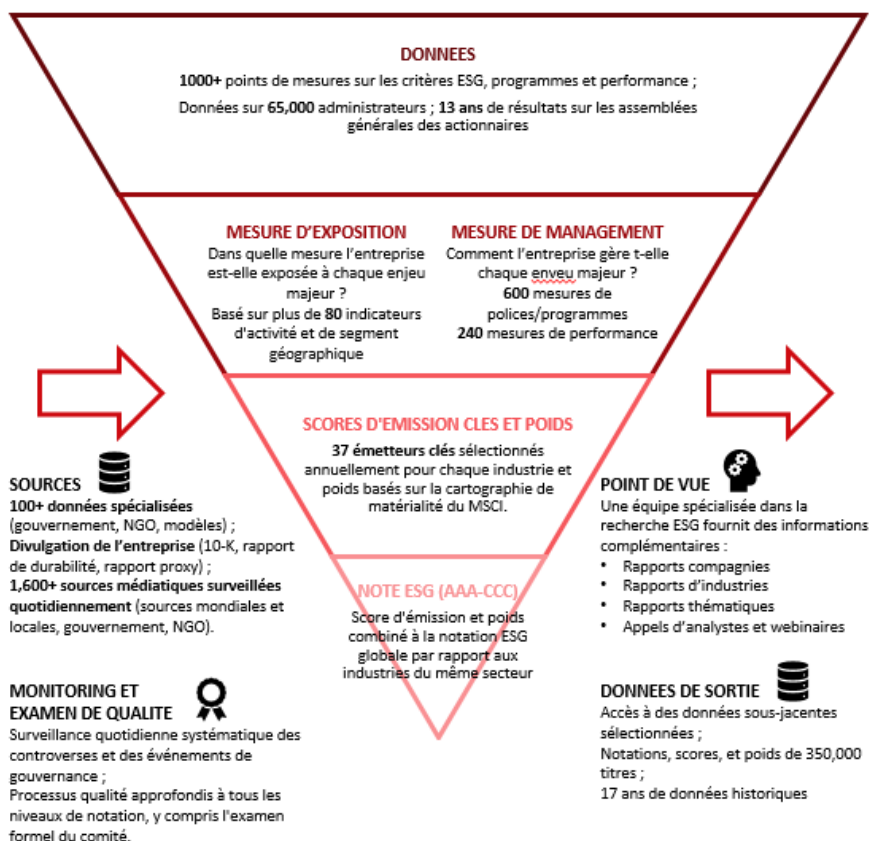 DONNEES
1000+ points de mesures sur les critères ESG, programmes et performance ;
Données sur 65,000 administrateurs ; 13 ans de résultats sur les assemblées
générales des actionnaires
MESURE D’EXPOSITION
Dans quelle mesure l’entreprise
est-elle exposée à chaque enjeu
majeur ?
Basé sur plus de 80 indicateurs
d'activité et de segment
géographique
MESURE DE MANAGEMENT
Comment l’entreprise gère t-elle
chaque enveu majeur ?
600 mesures de
polices/programmes
240 mesures de performance
SCORES D'EMISSION CLES ET POIDS
37 émetteurs clés sélectionnés
annuellement pour chaque industrie et
poids basés sur la cartographie de
matérialité du MSCI.
NOTE ESG (AAA-CCC)
Score d'émission et poids
combiné à la notation ESG
globale par rapport aux
industries du même secteur
SOURCES
100+ données spécialisées
(gouvernement, NGO, modèles) ;
Divulgation de l’entreprise (10-K, rapport
de durabilité, rapport proxy) ;
1,600+ sources médiatiques surveillées
quotidiennement (sources mondiales et
locales, gouvernement, NGO).
MONITORING ET
EXAMEN DE QUALITE
Surveillance quotidienne systématique des
controverses et des événements de
gouvernance ;
Processus qualité approfondis à tous les
niveaux de notation, y compris l'examen
formel du comité.
POINT DE VUE
Une équipe spécialisée dans la
recherche ESG fournit des informations
complémentaires :
• Rapports compagnies
• Rapports d’industries
• Rapports thématiques
• Appels d’analystes et webinaires
DONNEES DE SORTIE
Accès à des données sous-jacentes
sélectionnées ;
Notations, scores, et poids de 350,000
titres ;
17 ans de données historiques